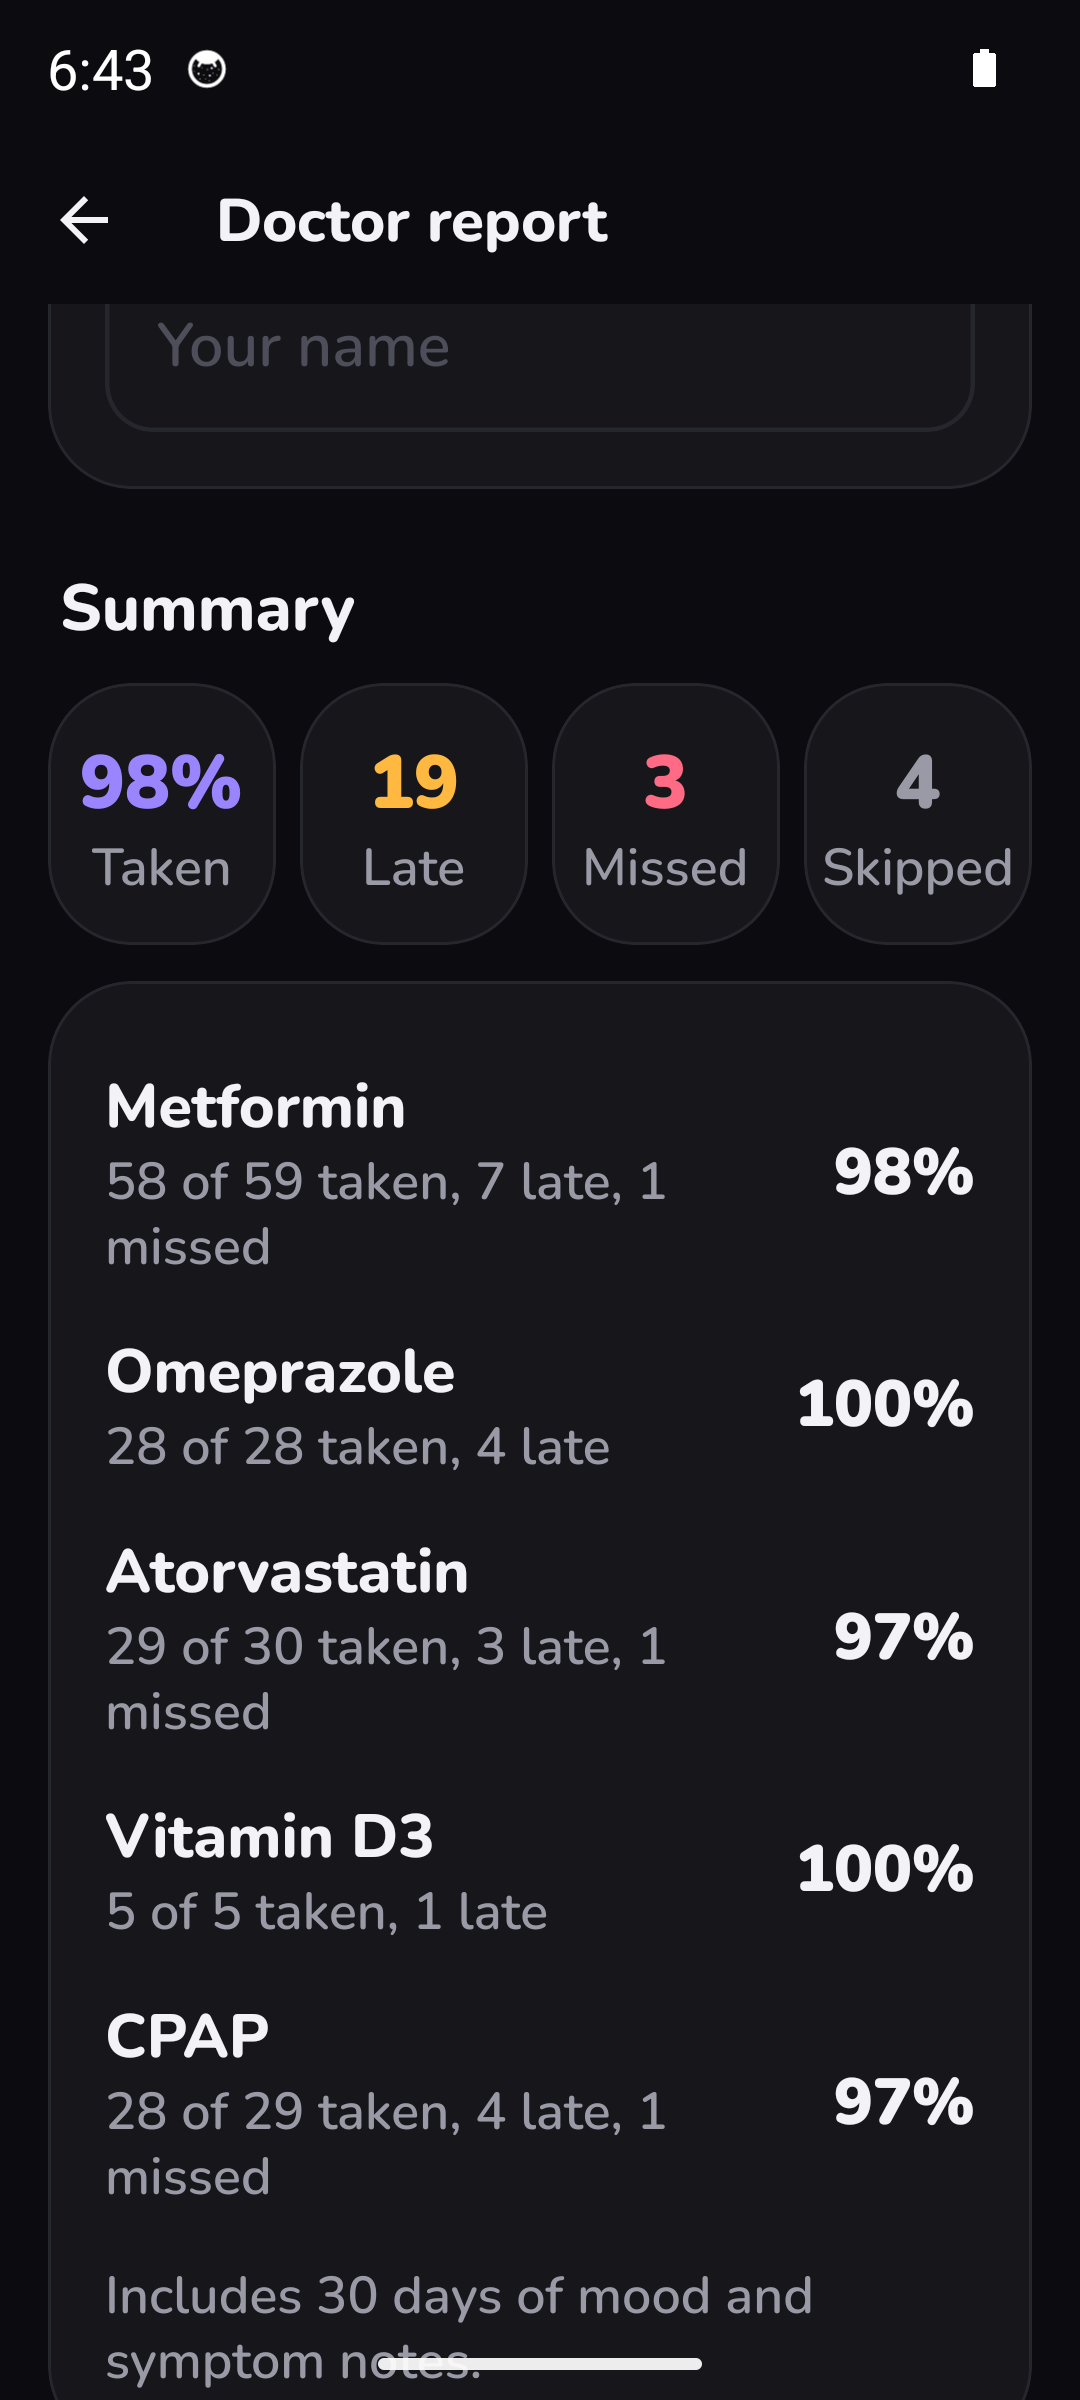 6:43
Doctor report
Your name
Summary
98%
Taken
19
Late
3
Missed
4
Skipped
Metformin
58 of 59 taken, 7 late, 1
missed
98%
Omeprazole
28 of 28 taken, 4 late
100%
Atorvastatin
29 of 30 taken, 3 late, 1
missed
97%
Vitamin D3
5 of 5 taken, 1 late
100%
CPAP
28 of 29 taken, 4 late, 1
missed
97%
Includes 30 days of mood and
symptom notes.